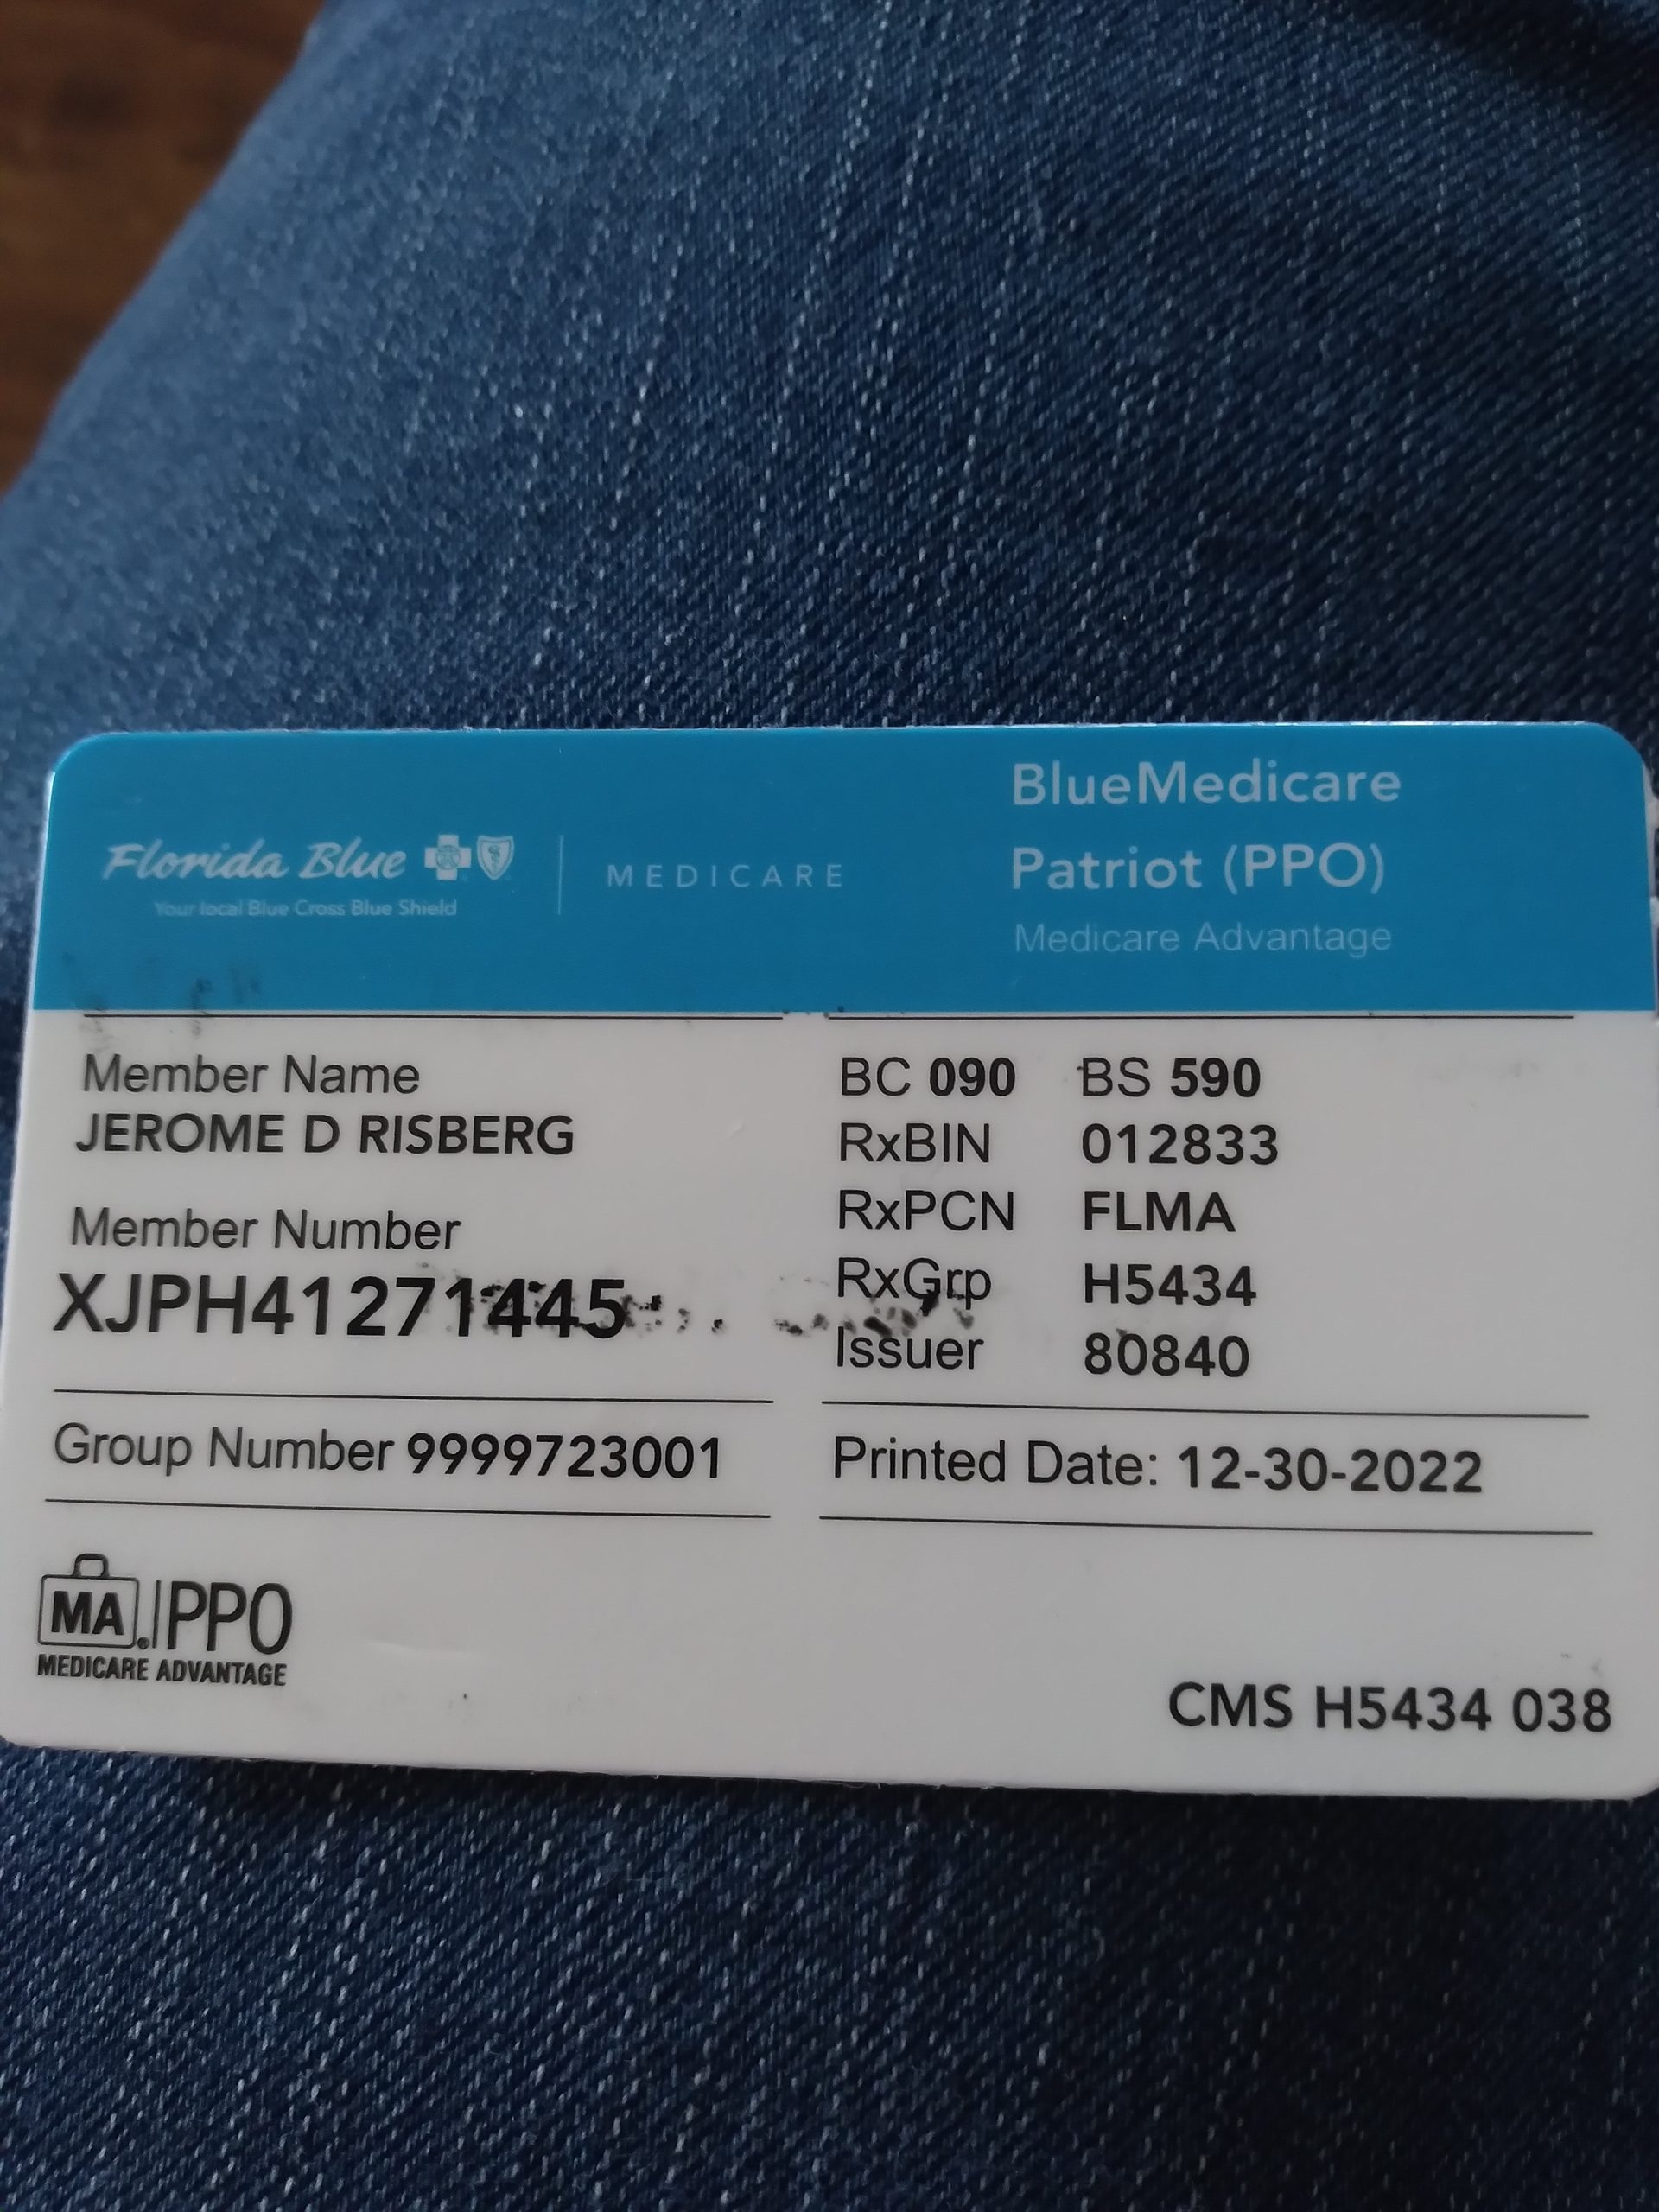 Florida Blue
Your local Blue Cross Blue Shield
MEDICARE
BlueMedicare
Patriot (PPO)
Medicare Advantage
Member Name
JEROME D RISBERG
Member Number
XJPH41271445
Group Number 9999723001
BC 090 BS 590
RxBIN 012833
RxPCN FLMA
RxGrp H5434
Issuer 80840
Printed Date: 12-30-2022
MA PPO
MEDICARE ADVANTAGE
CMS H5434 038